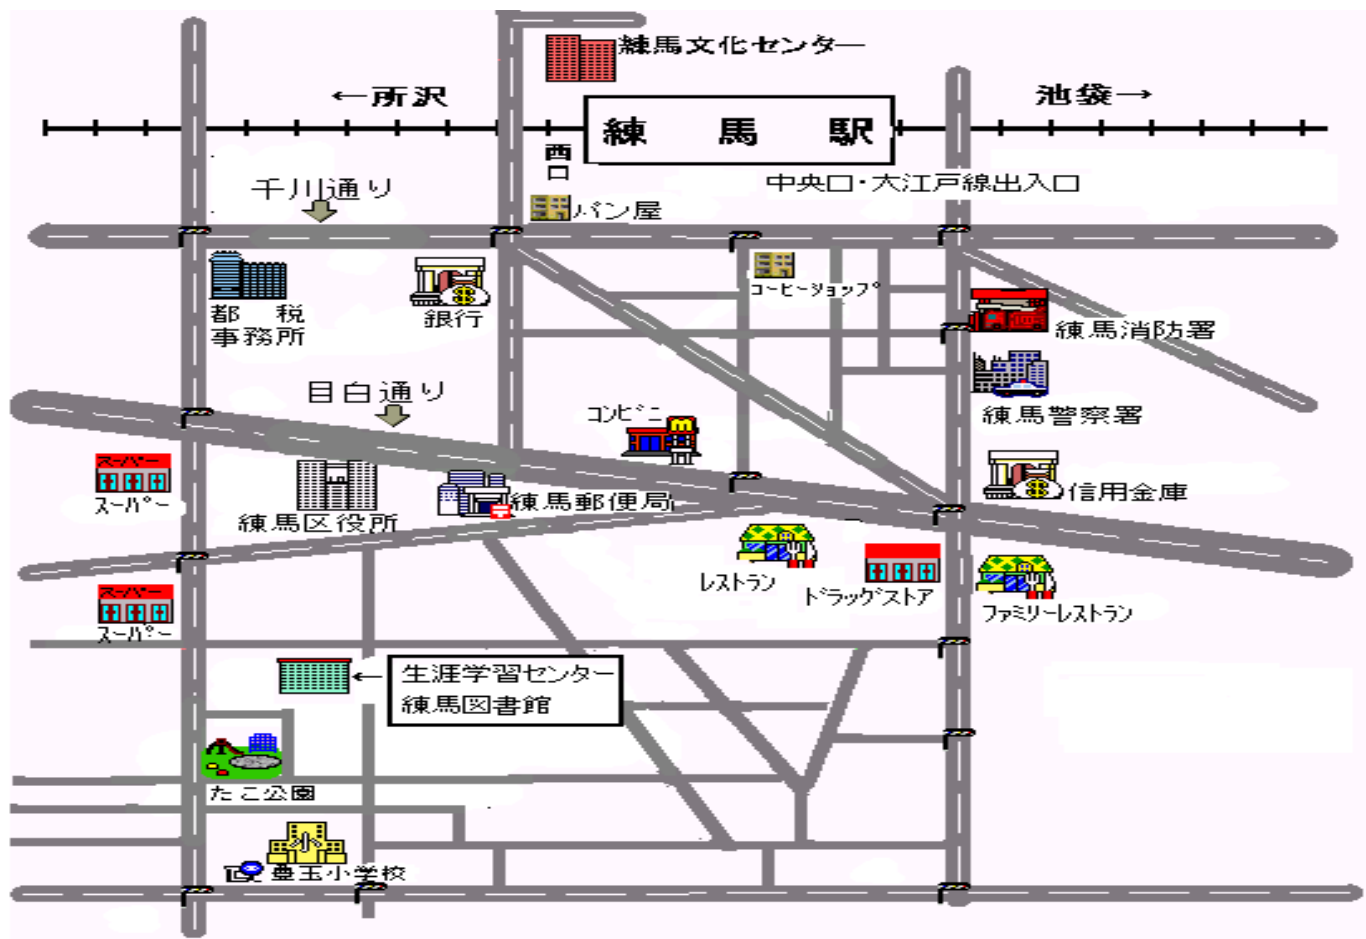 練馬文化センター
←所沢
池袋→
練馬駅
西口
中央口・大江戸線出入口
千川通り
パン屋
コーヒーショップ
都税
事務所
銀行
練馬消防署
目白通り
コンビニ
練馬警察署
スーパー
スーパー
練馬区役所
練馬郵便局
信用金庫
レストラン
ドラッグストア
ファミリーレストラン
スーパー
スーパー
生涯学習センター
練馬図書館
たこ公園
小
豊玉小学校